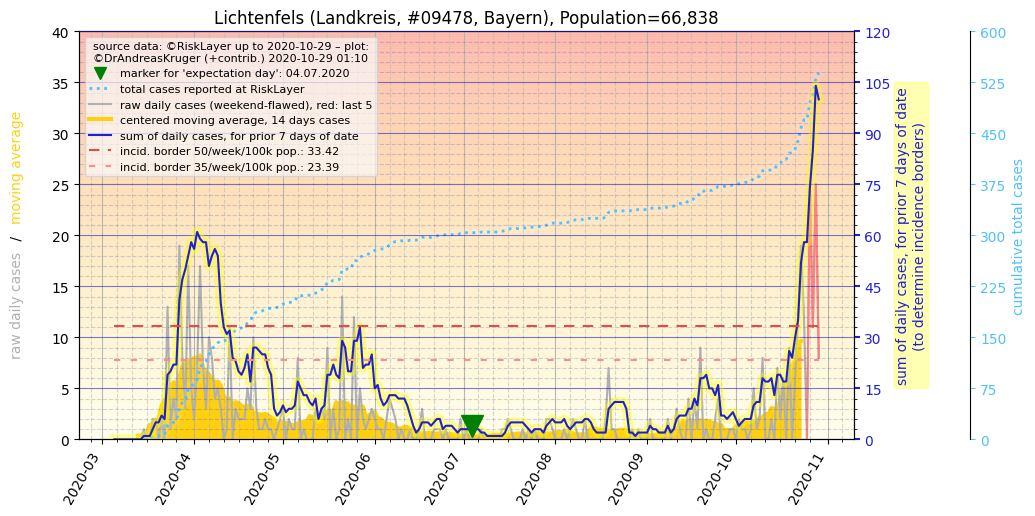 Lichtenfels (Landkreis, #09478, Bayern), Population=66,838
source data: ©RiskLayer up to 2020-10-29 – plot:
©DrAndreasKruger (+contrib.) 2020-10-29 01:10
marker for 'expectation day': 04.07.2020
total cases reported at RiskLayer
raw daily cases (weekend-flawed), red: last 5
centered moving average, 14 days cases
sum of daily cases, for prior 7 days of date
incid. border 50/week/100k pop.: 33.42
incid. border 35/week/100k pop.: 23.39
raw daily cases / moving average
40
35
30
25
20
15
10
5
0
120
105
90
75
60
45
30
15
0
sum of daily cases, for prior 7 days of date
(to determine incidence borders)
600
525
450
375
300
225
150
75
0
cumulative total cases
2020-03
2020-04
2020-05
2020-06
2020-07
2020-08
2020-09
2020-10
2020-11